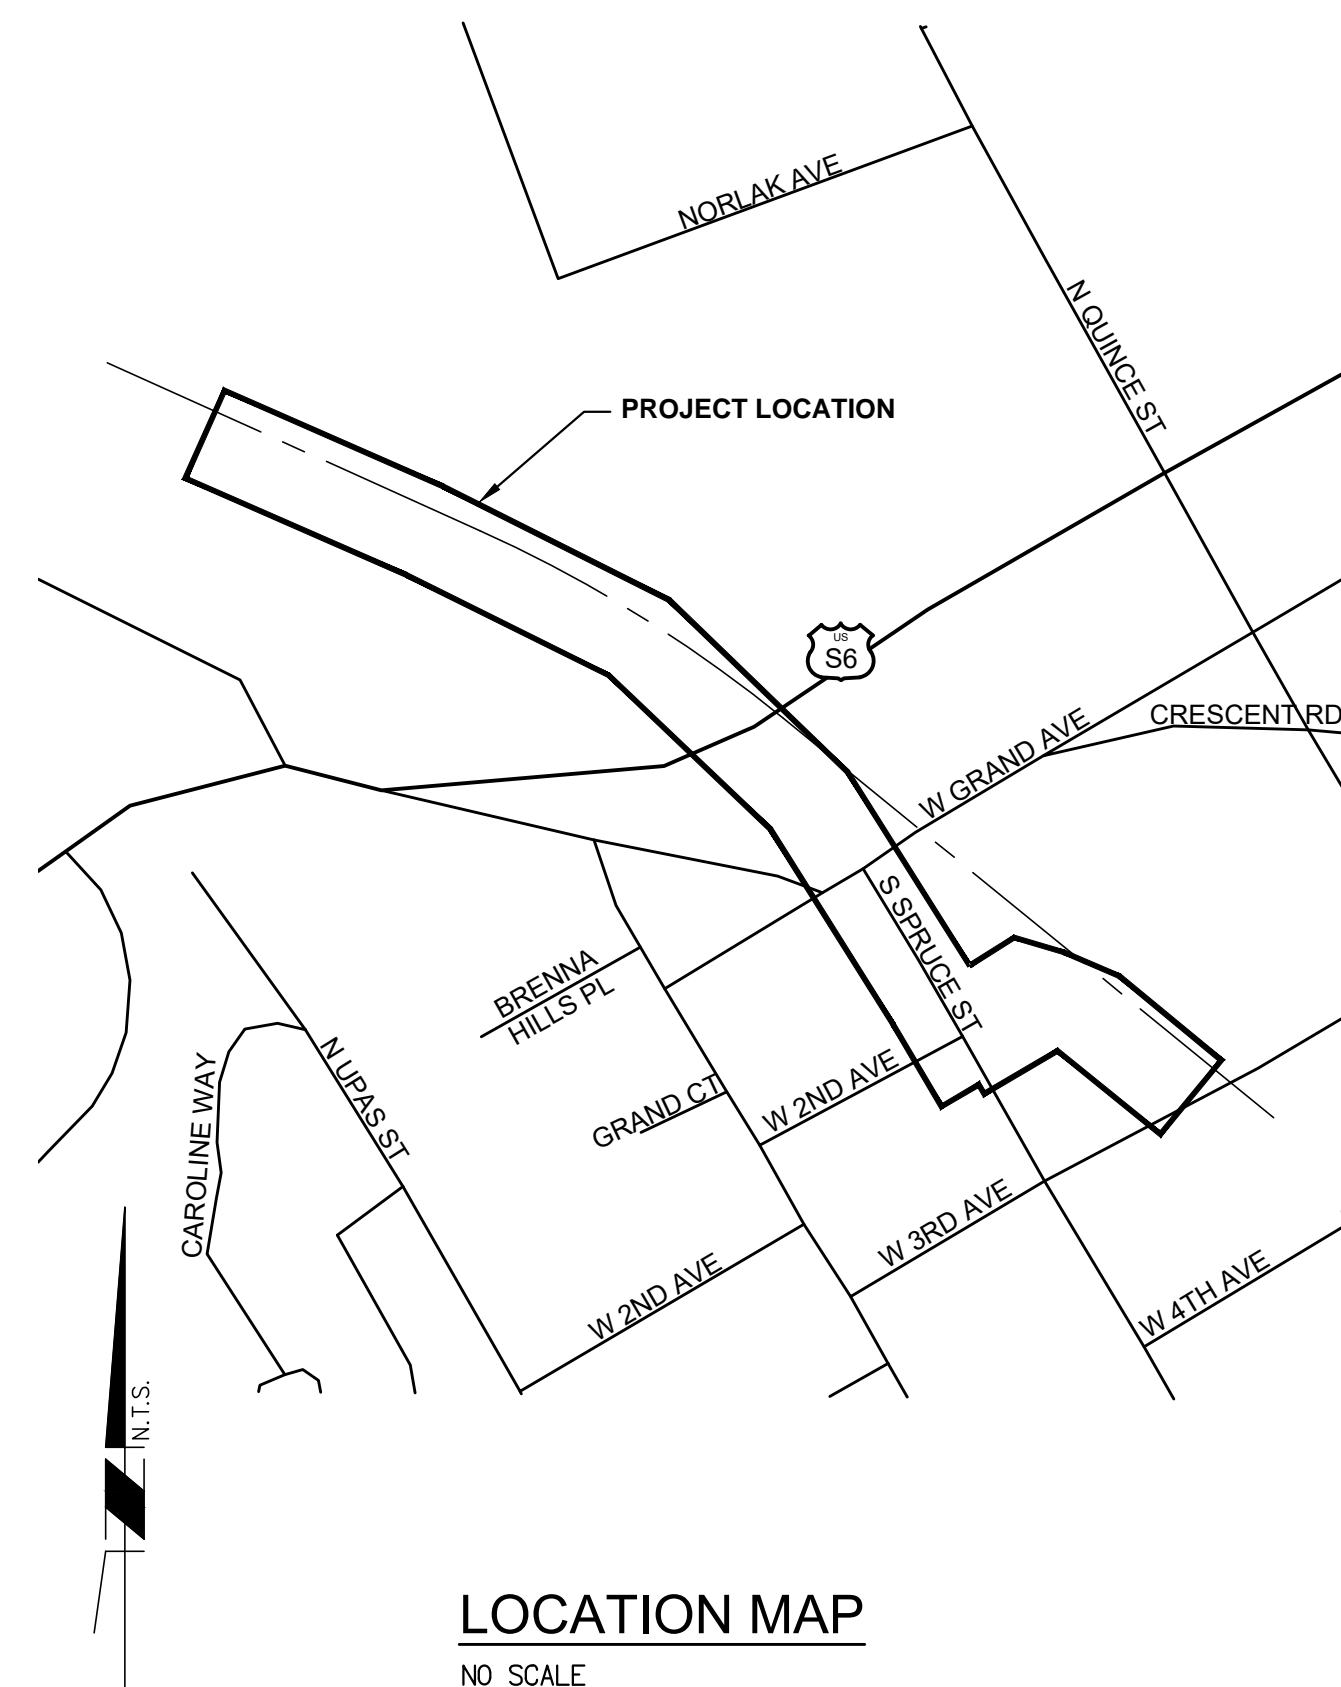 NORLAK AVE
N QUINCE ST
PROJECT LOCATION
US
S6
CRESCENT RD
W GRAND AVE
S SPRUCE ST
BRENNA
HILLS PL
N UPAS ST
CAROLINE WAY
GRAND CT
W 2ND AVE
W 3RD AVE
W 2ND AVE
W 4TH AVE
N.T.S.
LOCATION MAP
NO SCALE